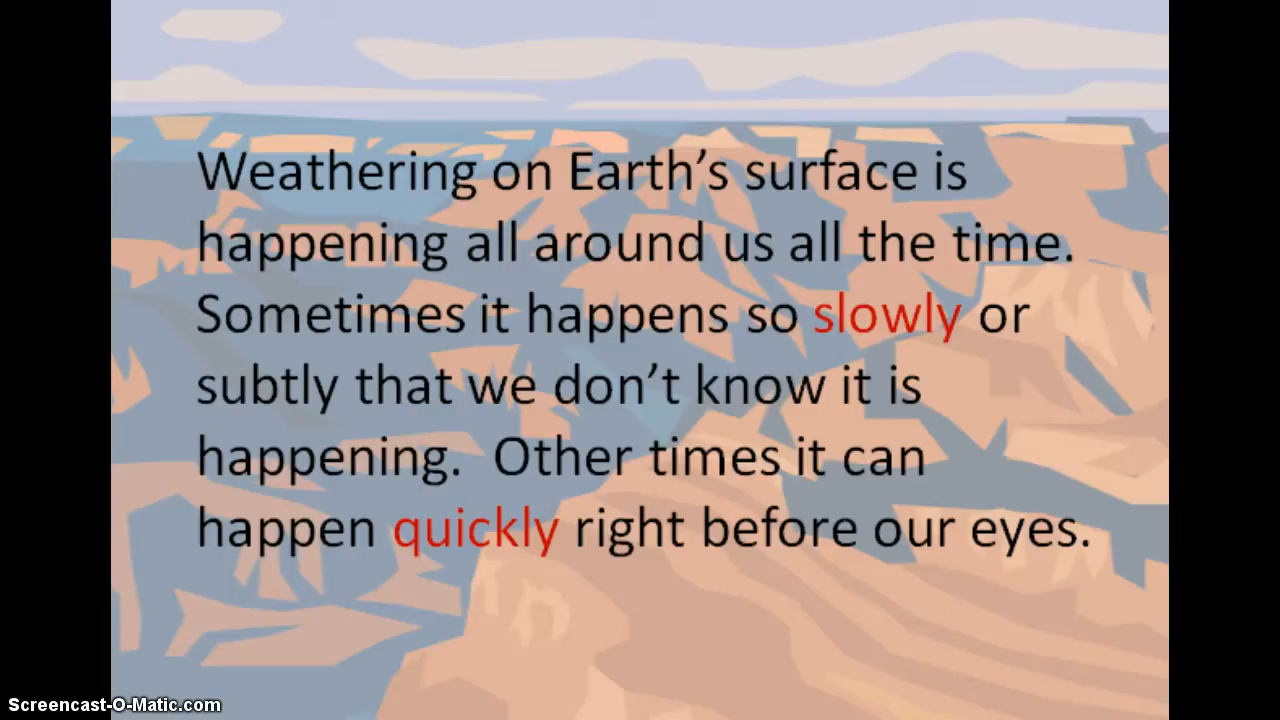 Weathering on Earth’s surface is
happening all around us all the time.
Sometimes it happens so slowly or
subtly that we don’t know it is
happening.  Other times it can
happen quickly right before our eyes.
Screencast-O-Matic.com